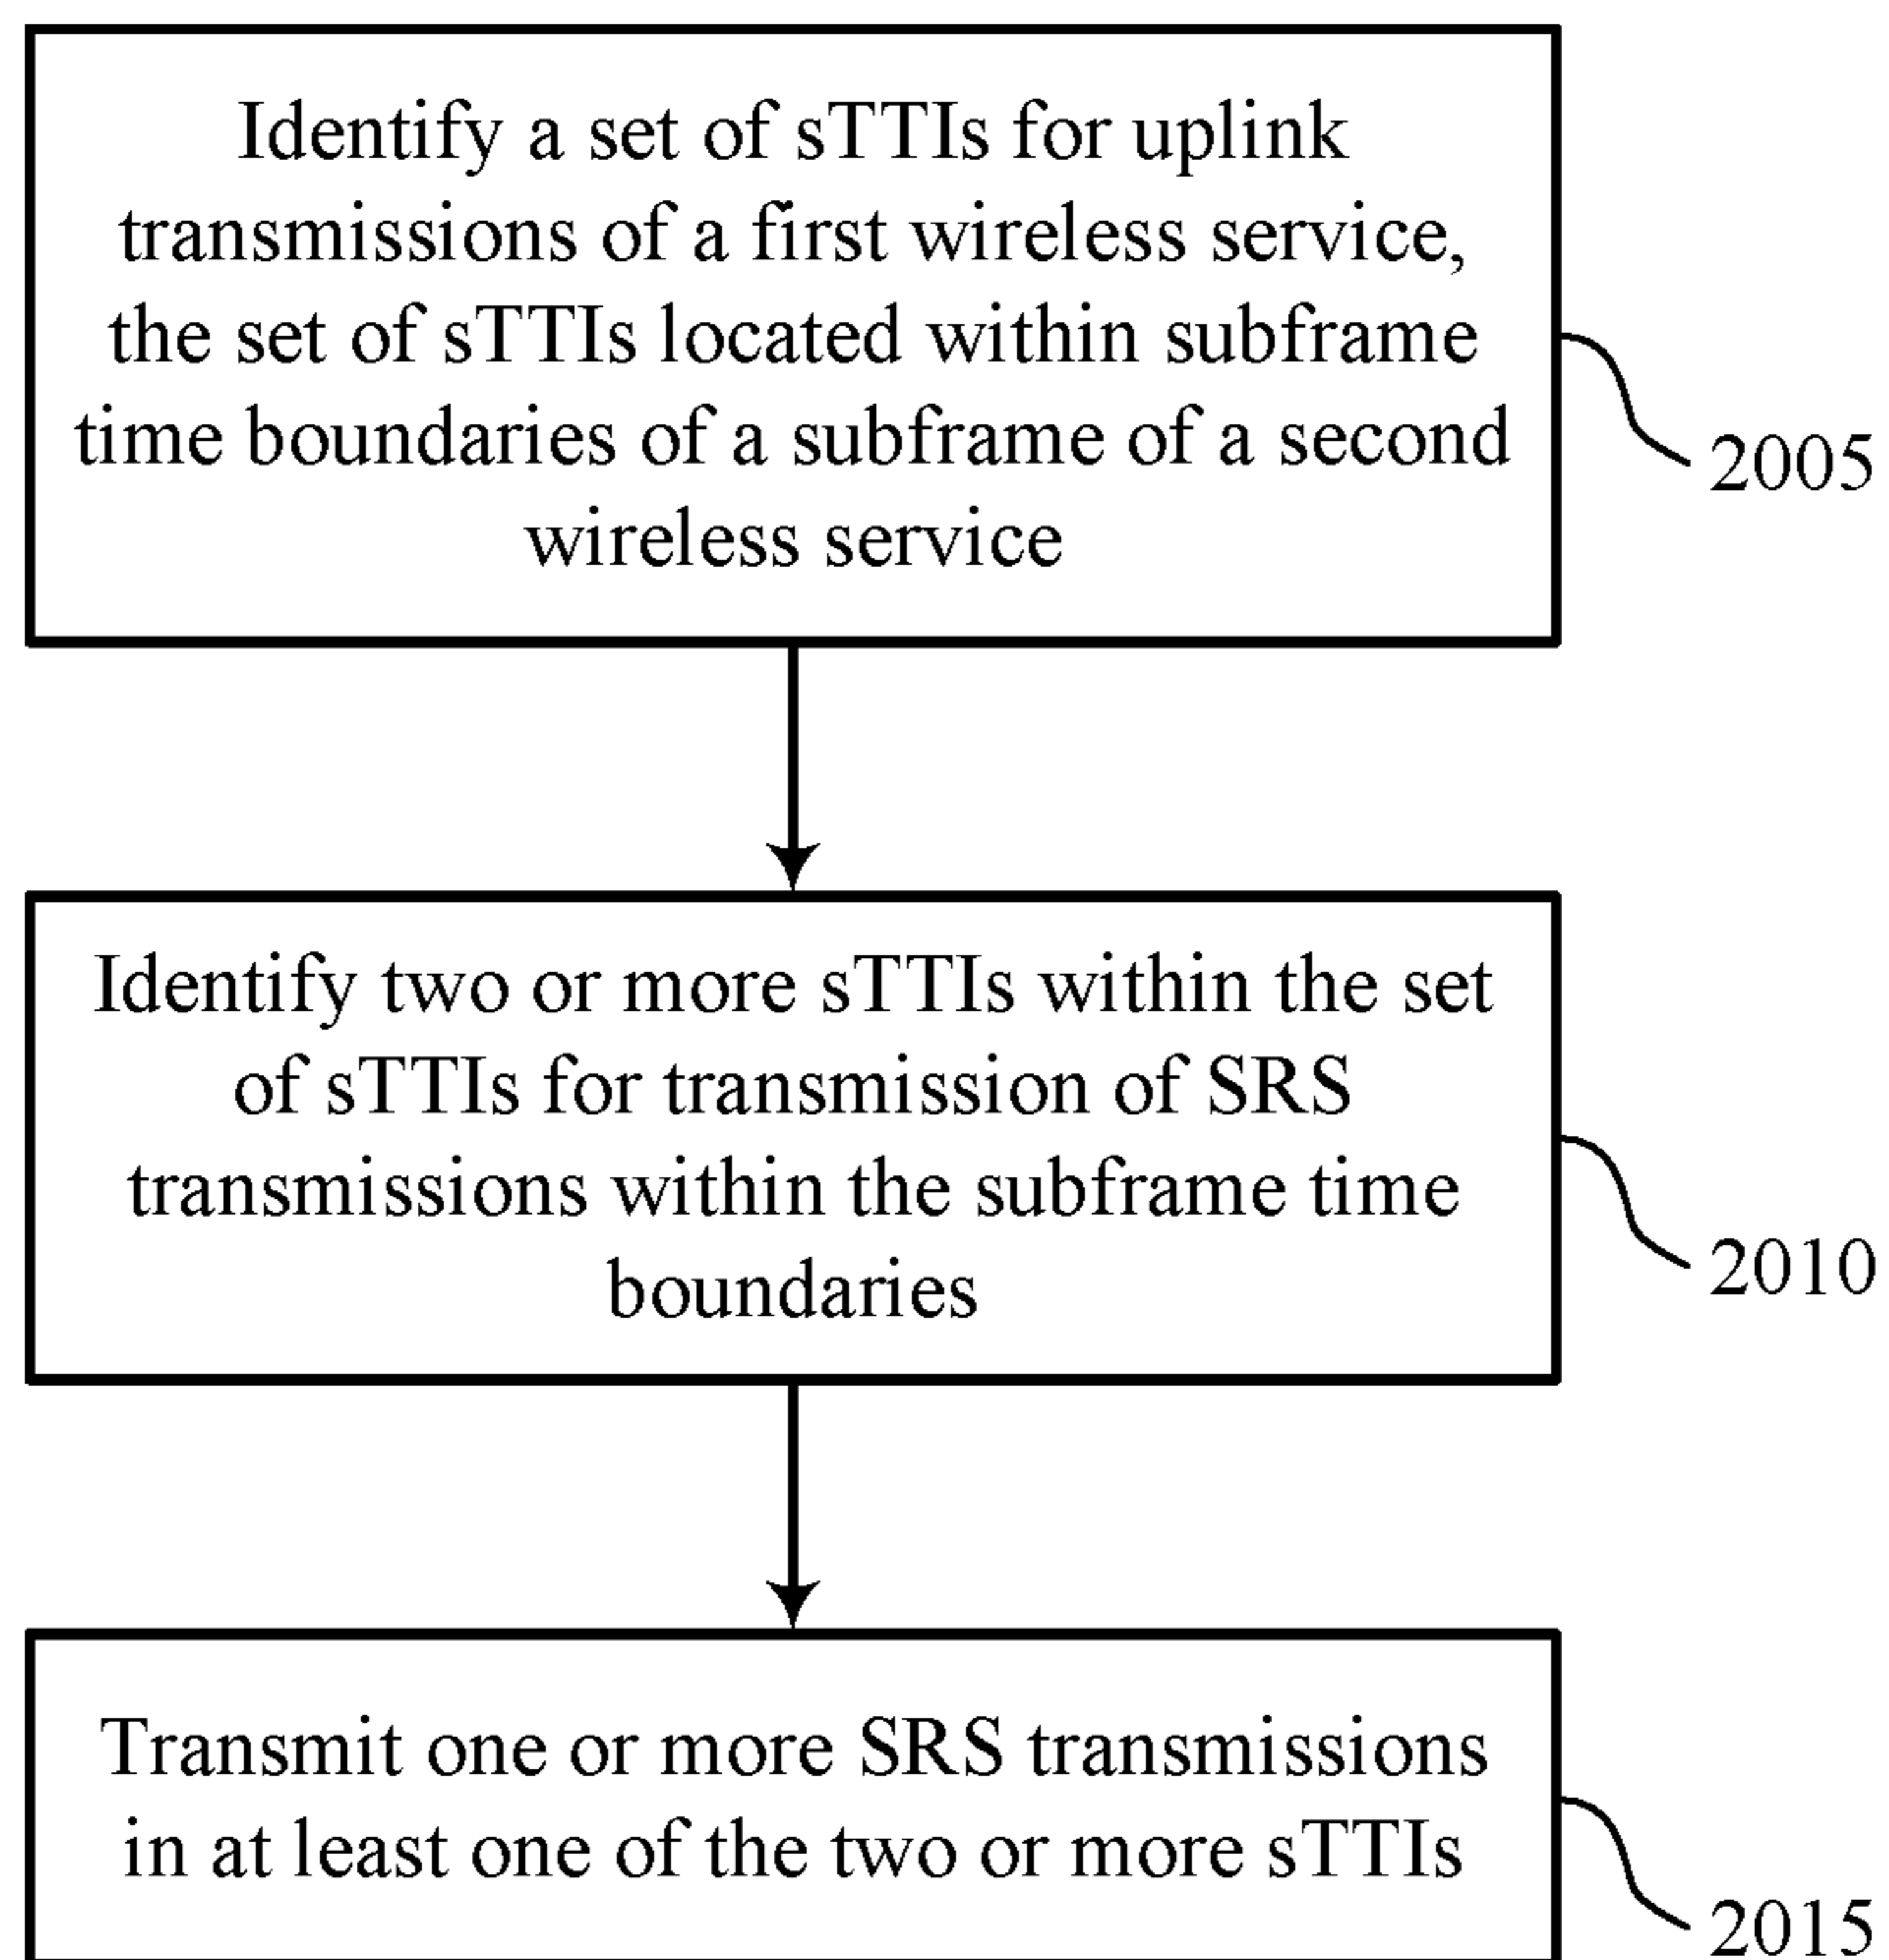 Identify a set of sTTIs for uplink
transmissions of a first wireless service,
the set of sTTIs located within subframe
time boundaries of a subframe of a second
wireless service
2005
Identify two or more sTTIs within the set
of sTTIs for transmission of SRS
transmissions within the subframe time
boundaries
2010
Transmit one or more SRS transmissions
in at least one of the two or more sTTIs
2015